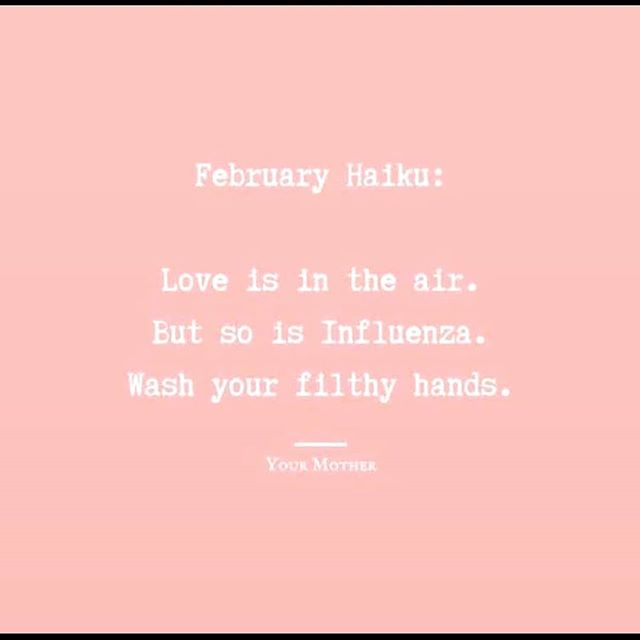 February Haiku:
Love is in the air.
But so is Influenza.
Wash your filthy hands.
Your Mother